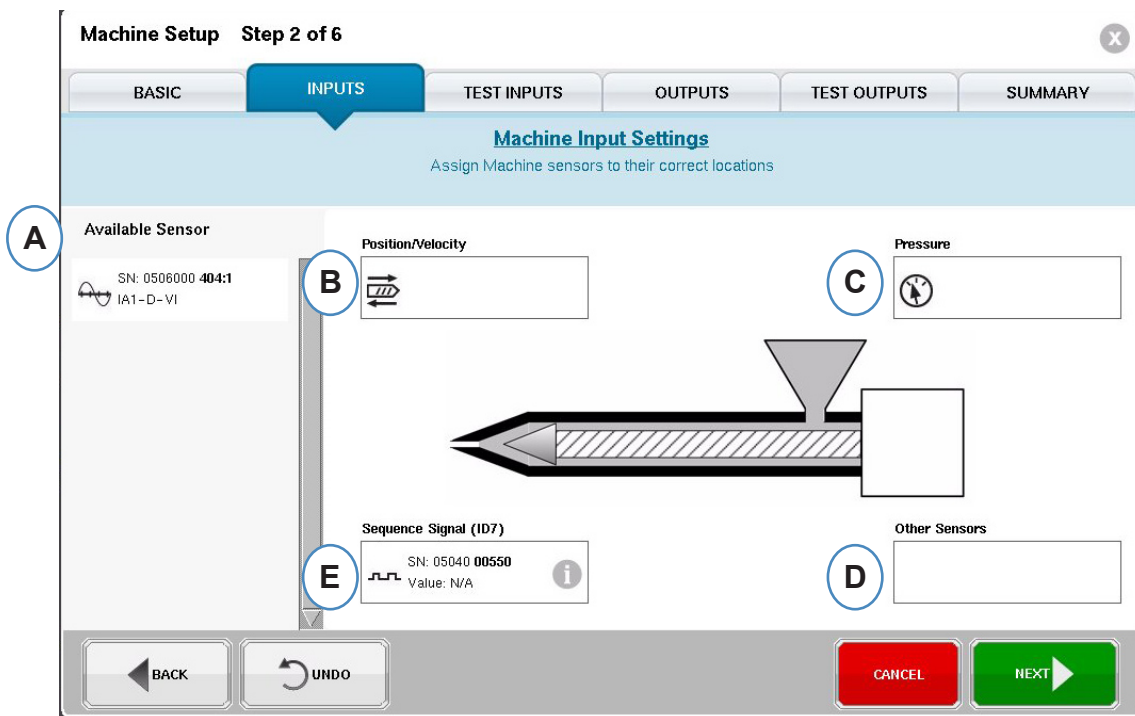 Machine Setup Step 2 of 6
X
BASIC
INPUTS
TEST INPUTS
OUTPUTS
TEST OUTPUTS
SUMMARY
Machine Input Settings
Assign Machine sensors to their correct locations
A
Available Sensor
SN: 0506000 404:1
IA1-D-VI
Position/Velocity
B
Pressure
C
Sequence Signal (ID7)
E
SN: 05040 00550
Value: N/A
i
Other Sensors
D
BACK
UNDO
CANCEL
NEXT